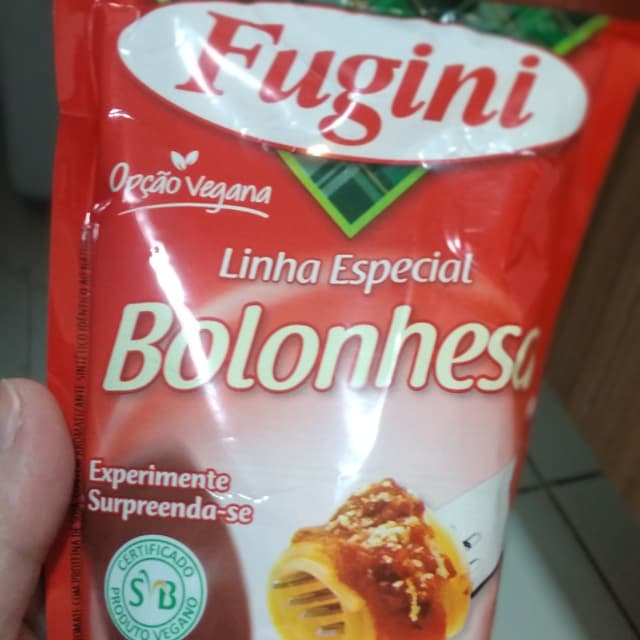 Fugini
Opção Vegana
Linha Especial
Bolonhesa
Experimente
Surpreenda-se
CERTIFICADO
SVB
PRODUTO VEGANO